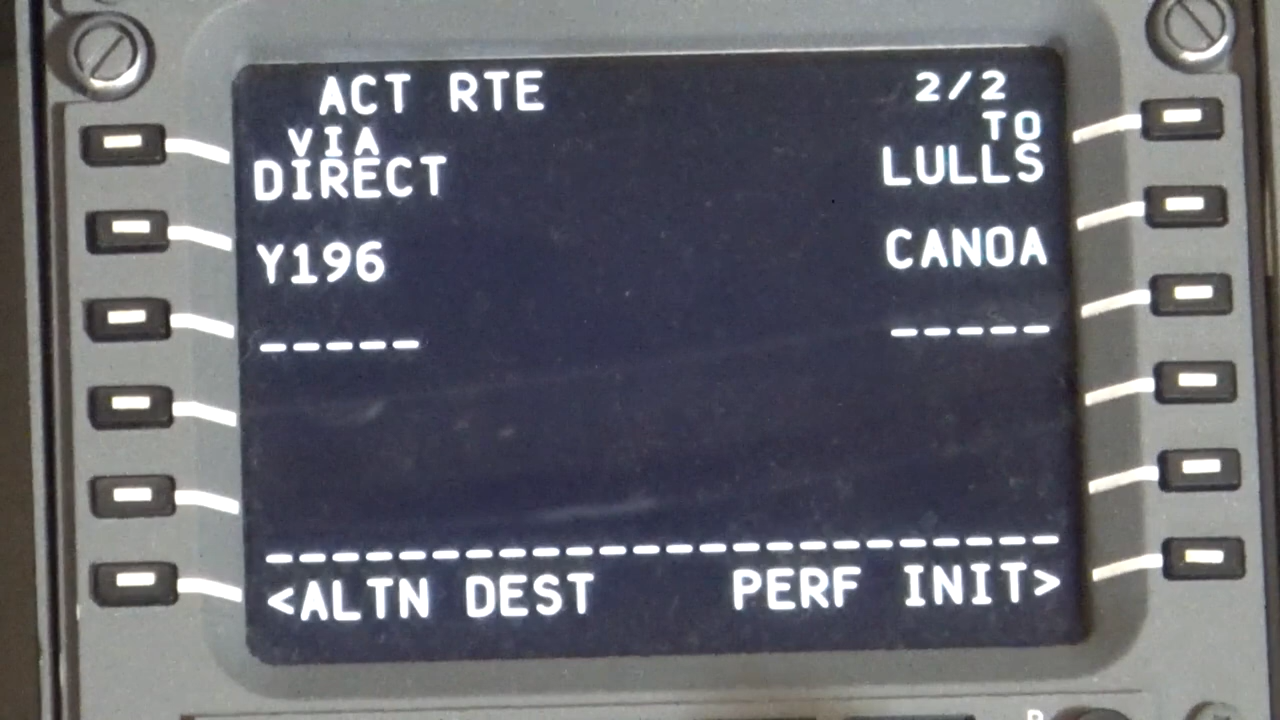 ACT RTE 2/2
VIA TO
DIRECT LULLS
Y196 CANOA
----- -----
------------------------
<ALTN DEST PERF INIT>